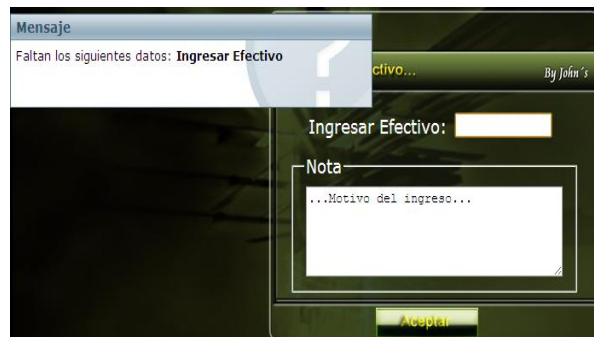 Mensaje
Faltan los siguientes datos: Ingresar Efectivo
ctivo...
By John´s
Ingresar Efectivo:
Nota
...Motivo del ingreso...
Aceptar